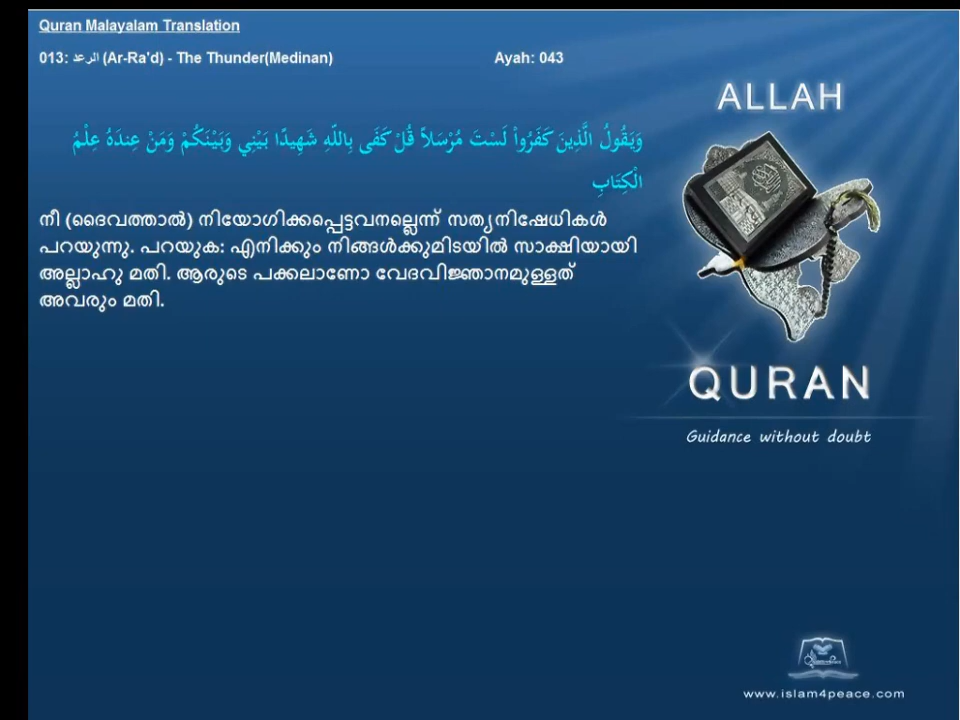 Quran Malayalam Translation
013: الرعد (Ar-Ra'd) - The Thunder(Medinan) Ayah: 043
وَيَقُولُ الَّذِينَ كَفَرُواْ لَسْتَ مُرْسَلاً قُلْ كَفَى بِاللّهِ شَهِيدًا بَيْنِي وَبَيْنَكُمْ وَمَنْ عِندَهُ عِلْمُ
الْكِتَابِ
നീ (ദൈവത്താല്‍) നിയോഗിക്കപ്പെട്ടവനല്ലെന്ന് സത്യനിഷേധികള്‍
പറയുന്നു. പറയുക: എനിക്കും നിങ്ങള്‍ക്കുമിടയില്‍ സാക്ഷിയായി
അല്ലാഹു മതി. ആരുടെ പക്കലാണോ വേദവിജ്ഞാനമുള്ളത്
അവരും മതി.
ALLAH
QURAN
Guidance without doubt
www.islam4peace.com